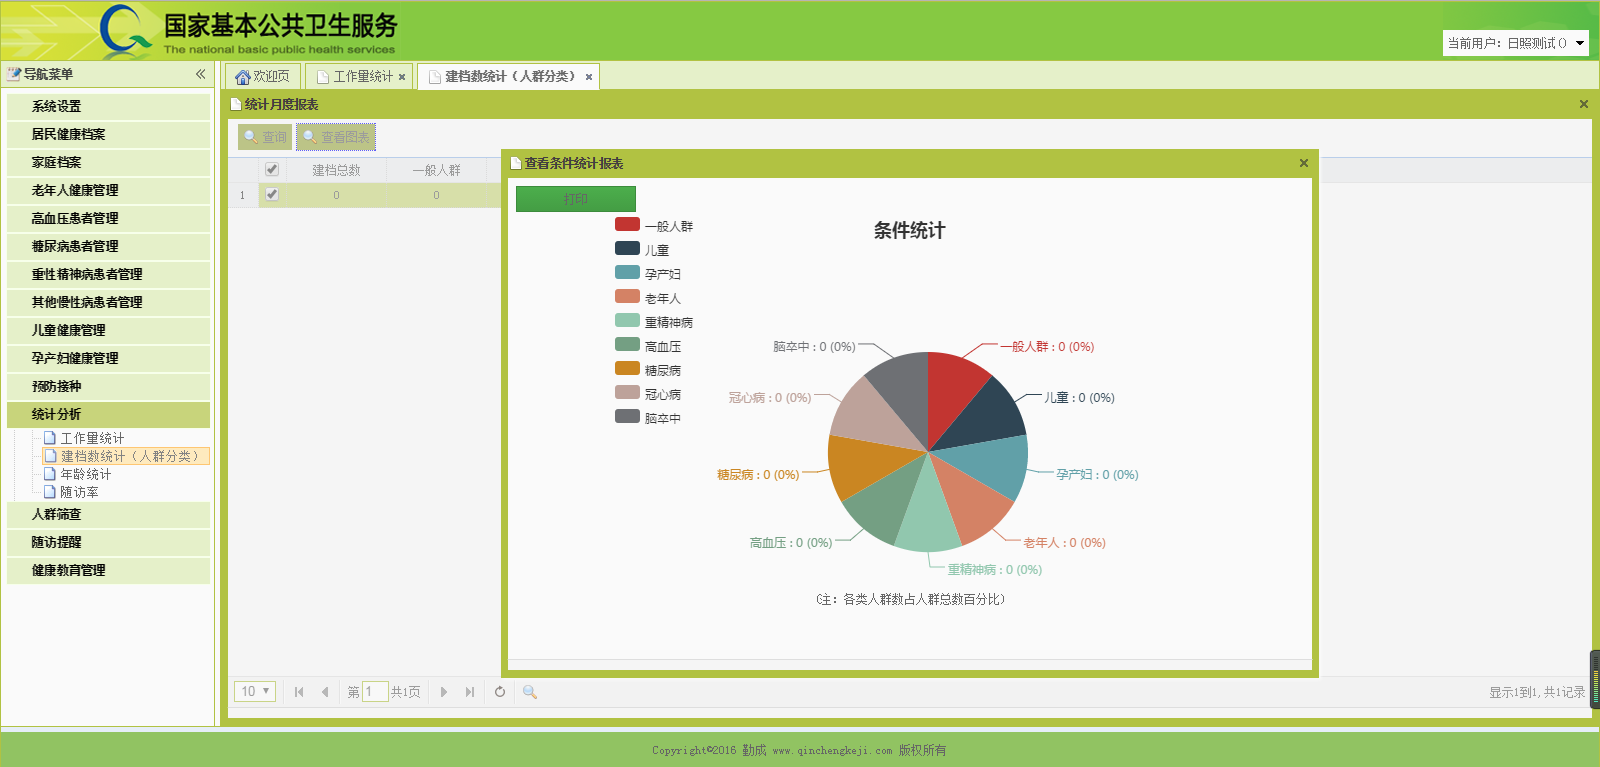 国家基本公共卫生服务
The national basic public health services
当前用户：日照测试()
导航菜单
欢迎页
工作量统计
建档数统计（人群分类）
系统设置
居民健康档案
家庭档案
老年人健康管理
高血压患者管理
糖尿病患者管理
重性精神病患者管理
其他慢性病患者管理
儿童健康管理
孕产妇健康管理
预防接种
统计分析
工作量统计
建档数统计（人群分类）
年龄统计
随访率
人群筛查
随访提醒
健康教育管理
统计月度报表
查询 查看图表
建档总数 一般人群
1 0 0
查看条件统计报表
打印
条件统计
一般人群
儿童
孕产妇
老年人
重精神病
高血压
糖尿病
冠心病
脑卒中
脑卒中 : 0 (0%)
一般人群 : 0 (0%)
冠心病 : 0 (0%)
儿童 : 0 (0%)
糖尿病 : 0 (0%)
孕产妇 : 0 (0%)
高血压 : 0 (0%)
老年人 : 0 (0%)
重精神病 : 0 (0%)
(注：各类人群数占人群总数百分比)
10 第 1 共1页
显示1到1,共1记录
Copyright©2016 勤成 www.qinchengkeji.com 版权所有